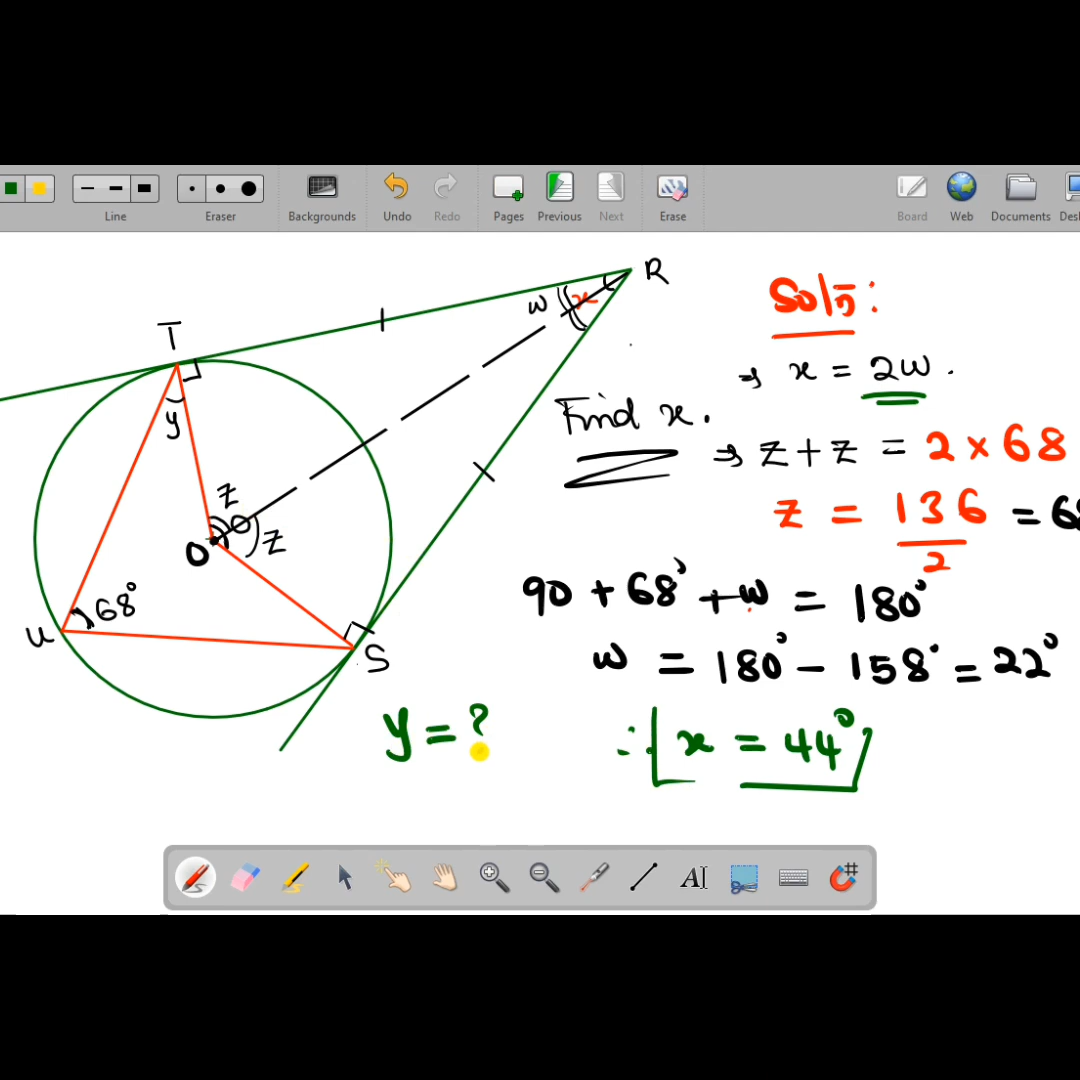 Line
Eraser
Backgrounds
Undo
Redo
Pages
Previous
Next
Erase
Board
Web
Documents
R
w
x
T
y
z
z
O
68°
U
S
Find x.
Soln:
⇒ x = 2w.
⇒ z + z = 2 × 68
z = 136/2 = 68
90 + 68° + w = 180°
w = 180° - 158° = 22°
y = ?
∴ x = 44°